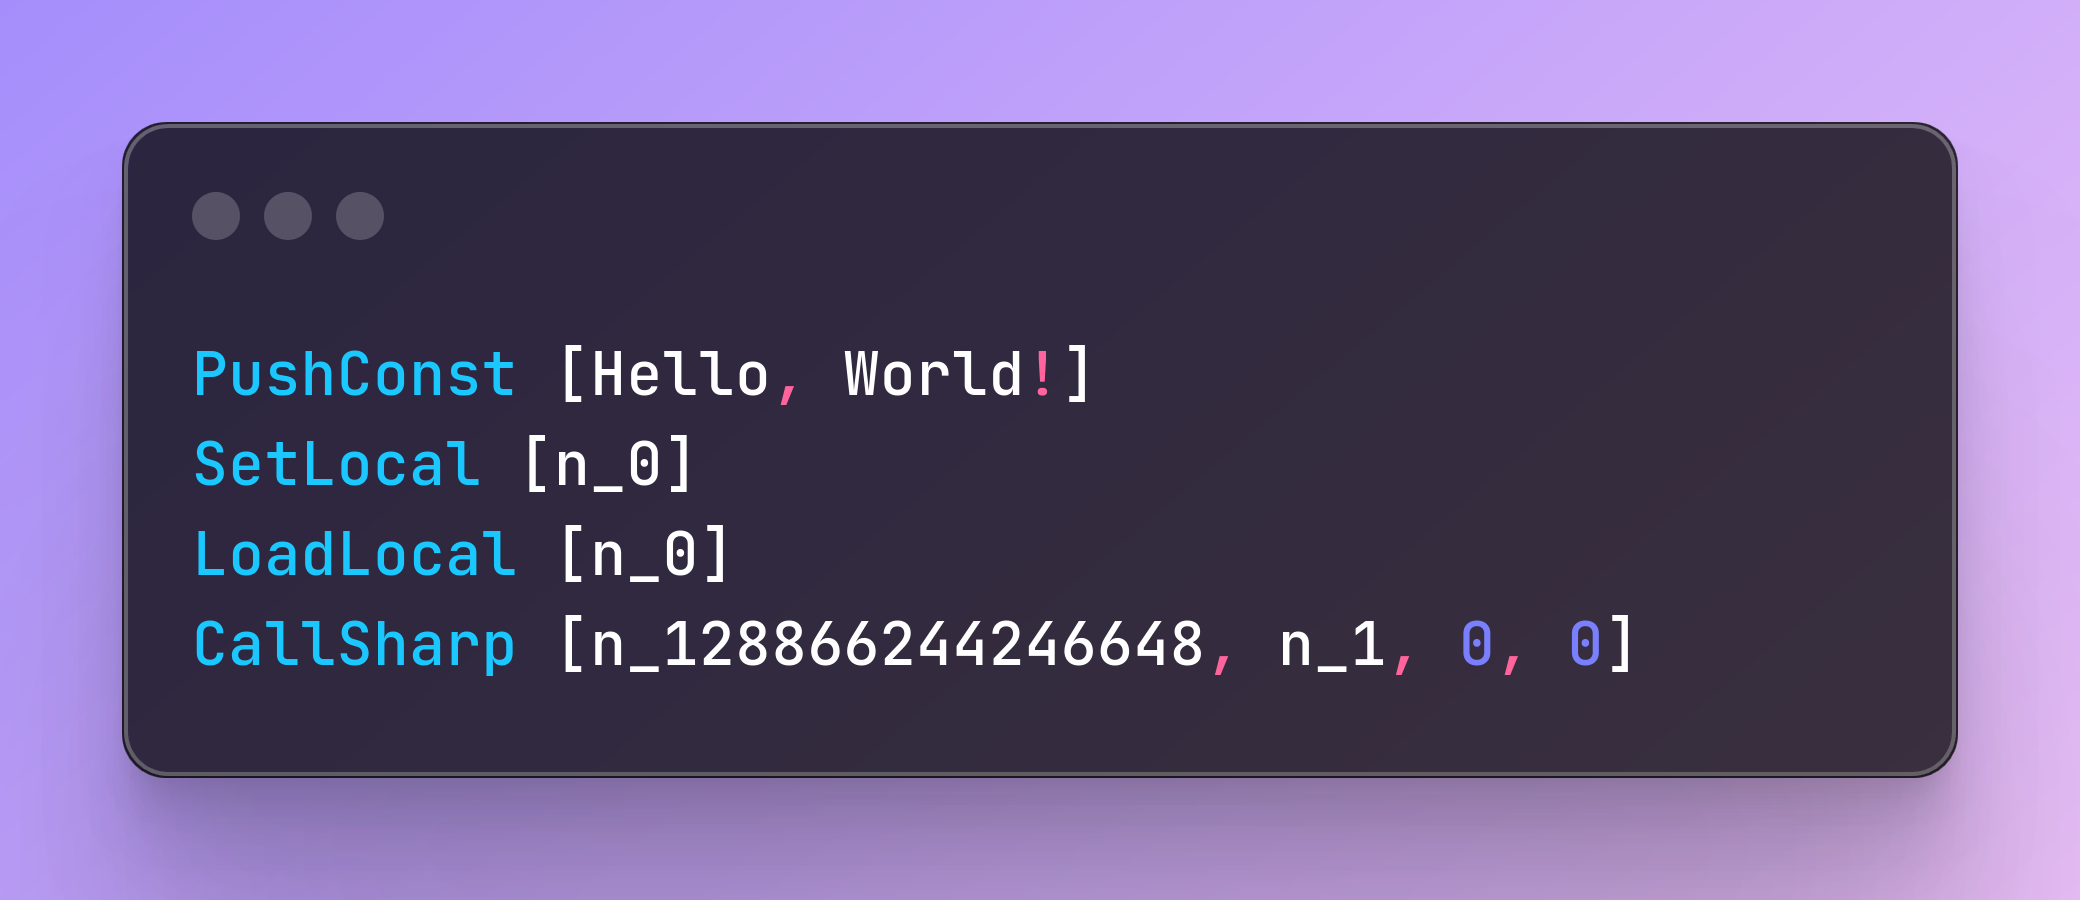 PushConst [Hello, World!]
SetLocal [n_0]
LoadLocal [n_0]
CallSharp [n_128866244246648, n_1, 0, 0]